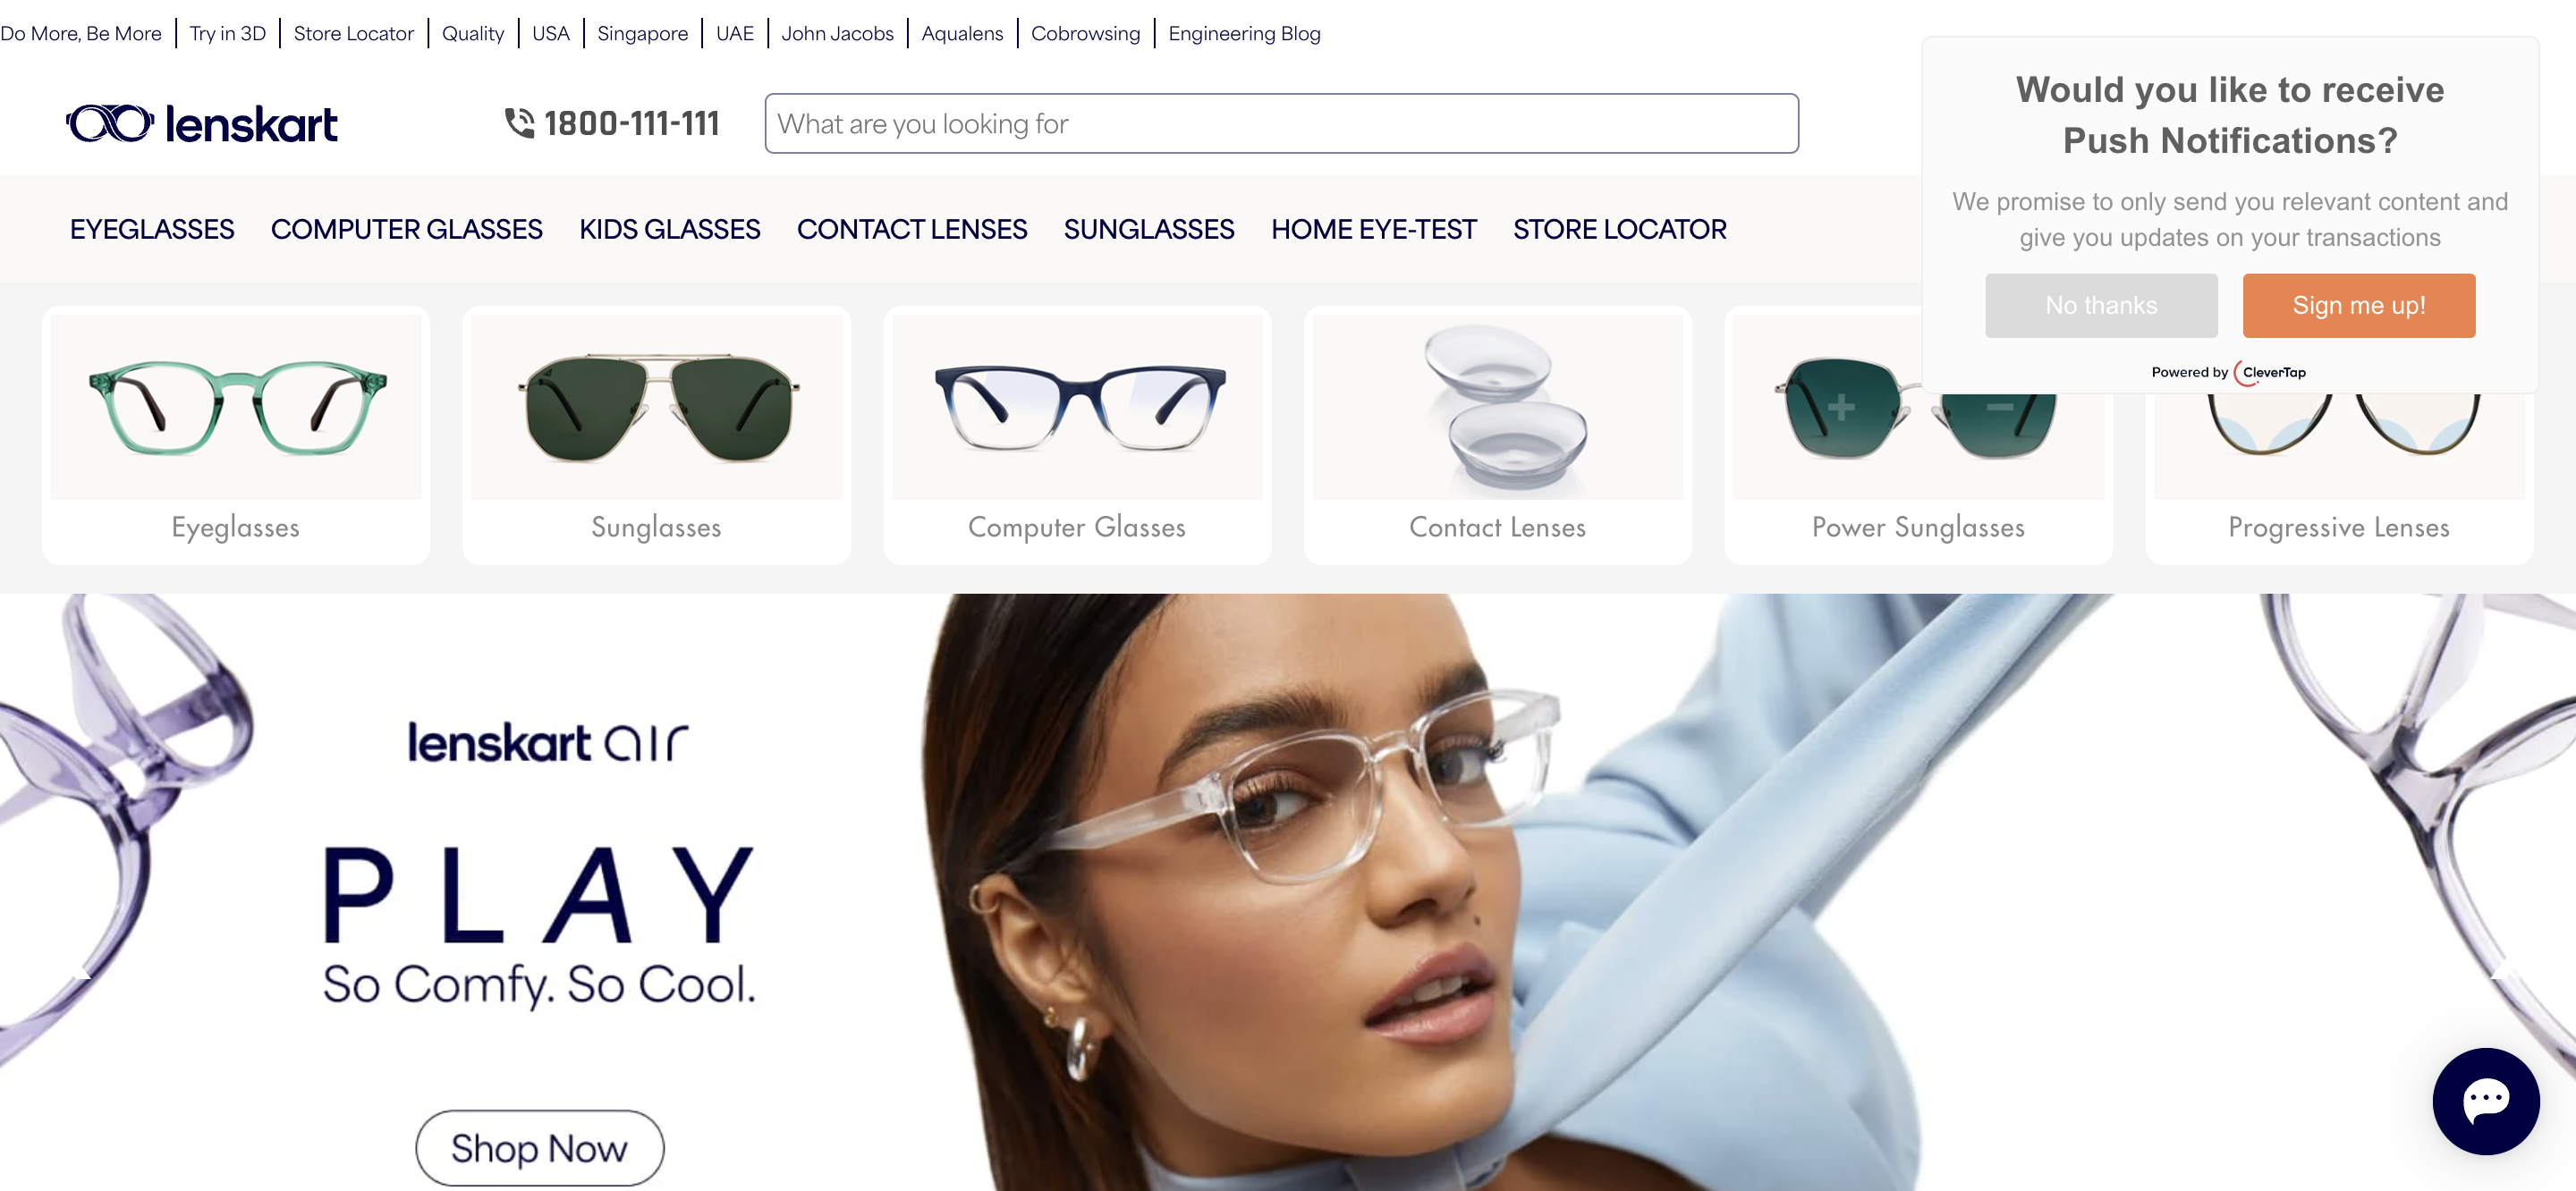 Do More, Be More | Try in 3D | Store Locator | Quality | USA | Singapore | UAE | John Jacobs | Aqualens | Cobrowsing | Engineering Blog
lenskart
1800-111-111
What are you looking for
EYEGLASSES COMPUTER GLASSES KIDS GLASSES CONTACT LENSES SUNGLASSES HOME EYE-TEST STORE LOCATOR
Would you like to receive
Push Notifications?
We promise to only send you relevant content and
give you updates on your transactions
No thanks
Sign me up!
Powered by CleverTap
Eyeglasses
Sunglasses
Computer Glasses
Contact Lenses
Power Sunglasses
Progressive Lenses
lenskart air
PLAY
So Comfy. So Cool.
Shop Now